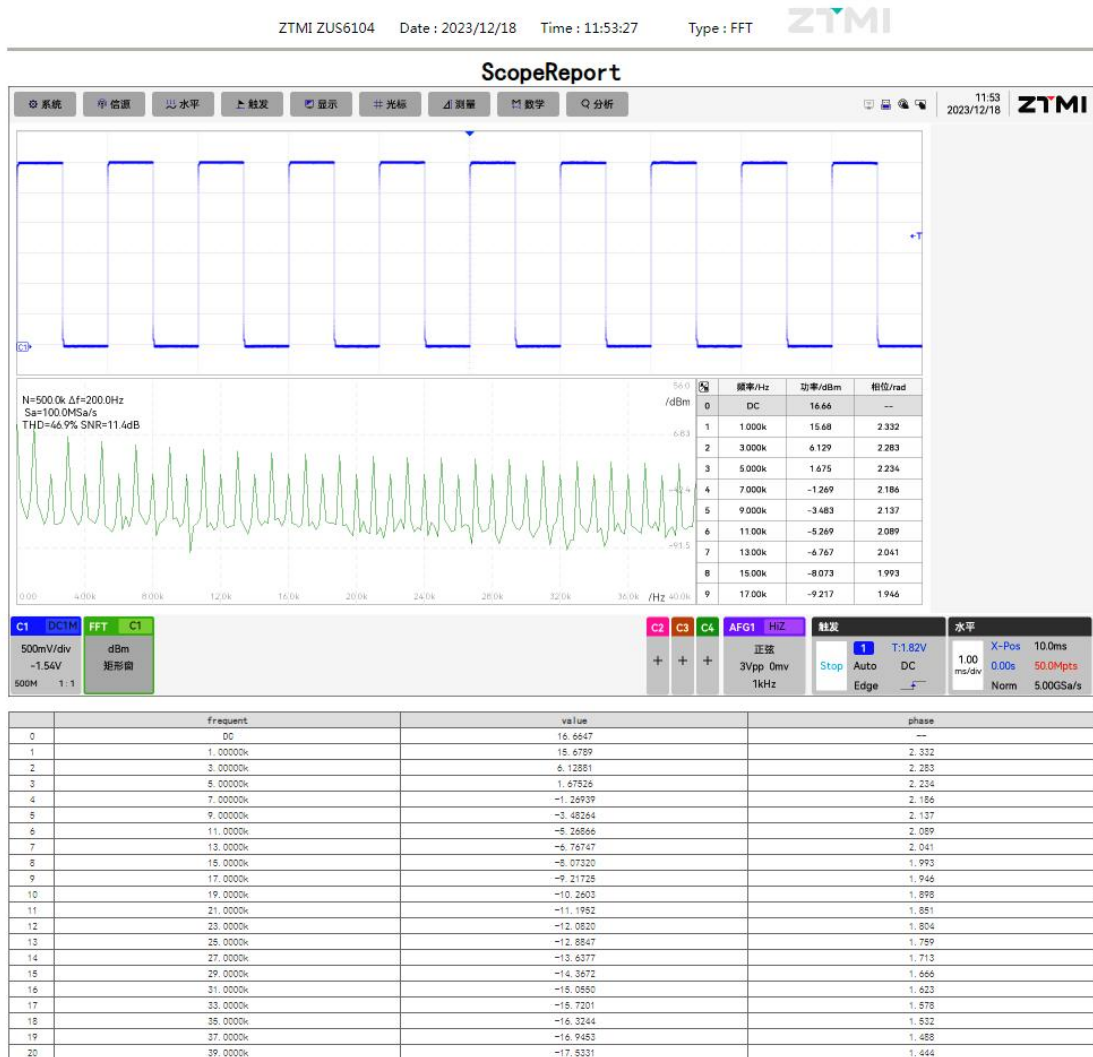 ZTMI ZUS6104 Date : 2023/12/18 Time : 11:53:27 Type : FFT ZTMI
ScopeReport
系统 信源 水平 触发 显示 光标 测量 数学 分析 11:53 2023/12/18 ZTMI
T
C1
N=500.0k Δf=200.0Hz
Sa=100.0MSa/s
THD=46.9% SNR=11.4dB
56.0
/dBm
6.83
-42.4
-91.5
0.00 4.00k 8.00k 12.0k 16.0k 20.0k 24.0k 28.0k 32.0k 36.0k /Hz 40.0k
频率/Hz 功率/dBm 相位/rad
0 DC 16.66 --
1 1.000k 15.68 2.332
2 3.000k 6.129 2.283
3 5.000k 1.675 2.234
4 7.000k -1.269 2.186
5 9.000k -3.483 2.137
6 11.00k -5.269 2.089
7 13.00k -6.767 2.041
8 15.00k -8.073 1.993
9 17.00k -9.217 1.946
C1 DC1M
500mV/div
-1.54V
500M 1:1
FFT C1
dBm
矩形窗
C2 C3 C4
+ + +
AFG1 HiZ
正弦
3Vpp 0mv
1kHz
触发
Stop
1 T:1.82V
Auto DC
Edge
水平
1.00
ms/div
X-Pos 10.0ms
0.00s 50.0Mpts
Norm 5.00GSa/s
frequent value phase
0 DC 16.6647 --
1 1.00000k 15.6789 2.332
2 3.00000k 6.12881 2.283
3 5.00000k 1.67526 2.234
4 7.00000k -1.26939 2.186
5 9.00000k -3.48264 2.137
6 11.0000k -5.26866 2.089
7 13.0000k -6.76747 2.041
8 15.0000k -8.07320 1.993
9 17.0000k -9.21725 1.946
10 19.0000k -10.2603 1.898
11 21.0000k -11.1952 1.851
12 23.0000k -12.0820 1.804
13 25.0000k -12.8847 1.759
14 27.0000k -13.6377 1.713
15 29.0000k -14.3672 1.666
16 31.0000k -15.0550 1.623
17 33.0000k -15.7201 1.578
18 35.0000k -16.3244 1.532
19 37.0000k -16.9453 1.488
20 39.0000k -17.5331 1.444